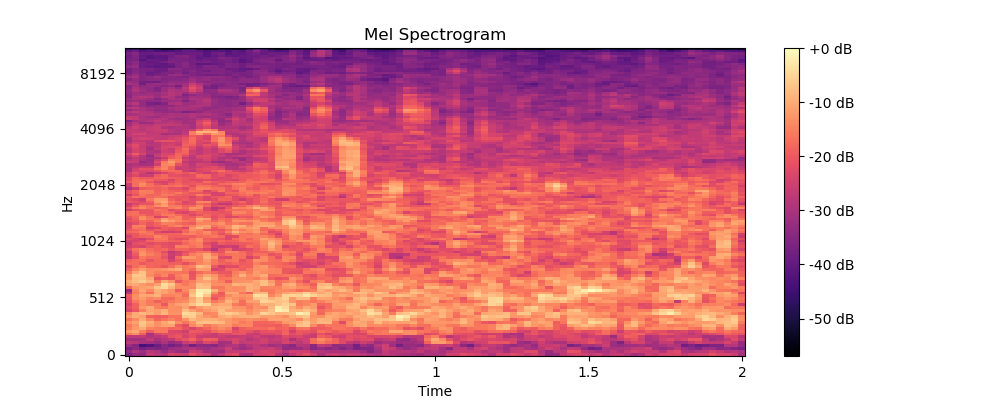 Mel Spectrogram
Hz
8192
4096
2048
1024
512
0
0 0.5 1 1.5 2
Time
+0 dB
-10 dB
-20 dB
-30 dB
-40 dB
-50 dB